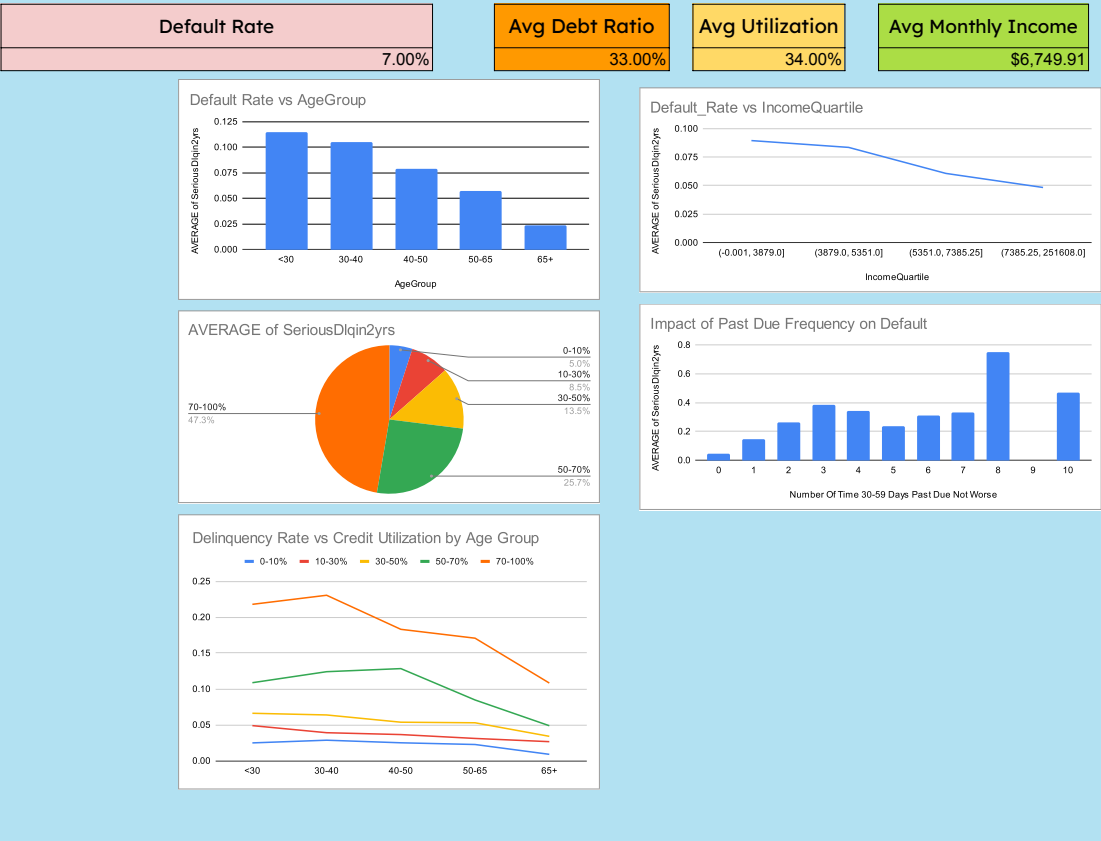 Default Rate
7.00%
Avg Debt Ratio
33.00%
Avg Utilization
34.00%
Avg Monthly Income
$6,749.91
Default Rate vs AgeGroup
AVERAGE of SeriousDlqin2yrs
0.125
0.100
0.075
0.050
0.025
0.000
<30 30-40 40-50 50-65 65+
AgeGroup
Default_Rate vs IncomeQuartile
AVERAGE of SeriousDlqin2yrs
0.100
0.075
0.050
0.025
0.000
(-0.001, 3879.0] (3879.0, 5351.0] (5351.0, 7385.25] (7385.25, 251608.0]
IncomeQuartile
AVERAGE of SeriousDlqin2yrs
0-10%
5.0%
10-30%
8.5%
30-50%
13.5%
50-70%
25.7%
70-100%
47.3%
Impact of Past Due Frequency on Default
AVERAGE of SeriousDlqin2yrs
0.8
0.6
0.4
0.2
0.0
0 1 2 3 4 5 6 7 8 9 10
Number Of Time 30-59 Days Past Due Not Worse
Delinquency Rate vs Credit Utilization by Age Group
0-10% 10-30% 30-50% 50-70% 70-100%
0.25
0.20
0.15
0.10
0.05
0.00
<30 30-40 40-50 50-65 65+